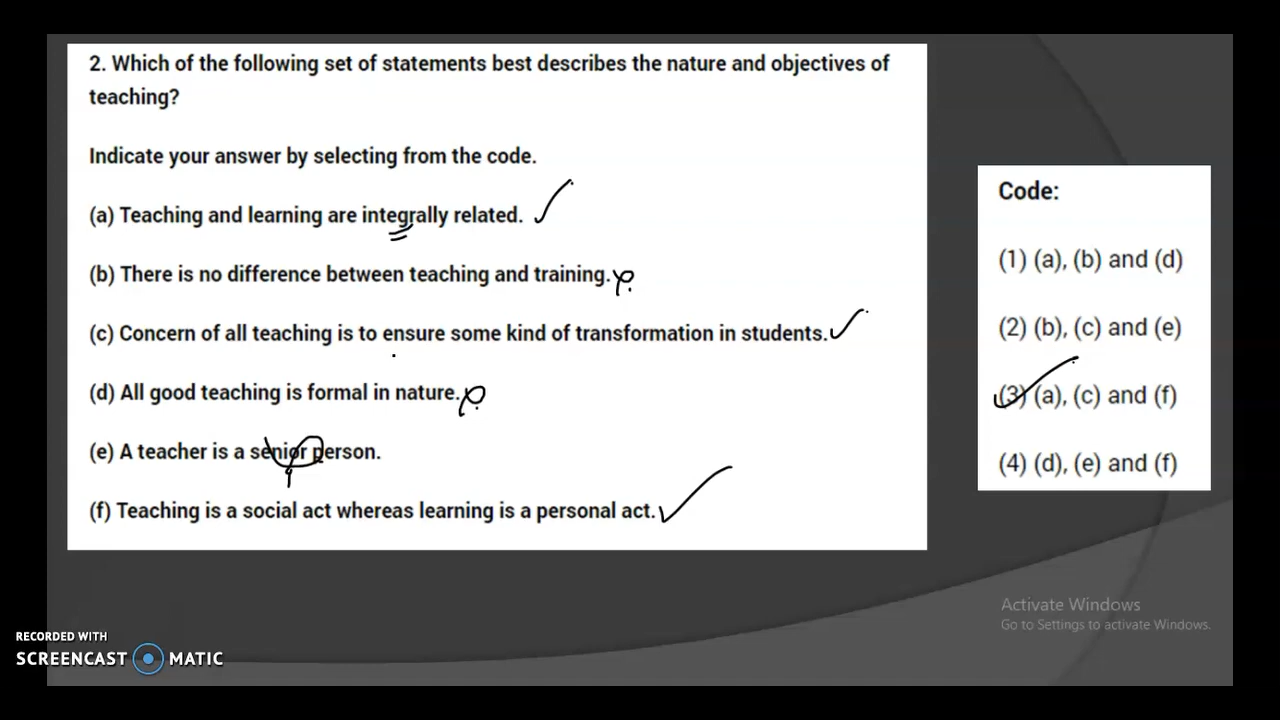 2. Which of the following set of statements best describes the nature and objectives of
teaching?
Indicate your answer by selecting from the code.
(a) Teaching and learning are integrally related.
(b) There is no difference between teaching and training.
(c) Concern of all teaching is to ensure some kind of transformation in students.
(d) All good teaching is formal in nature.
(e) A teacher is a senior person.
(f) Teaching is a social act whereas learning is a personal act.
Code:
(1) (a), (b) and (d)
(2) (b), (c) and (e)
(3) (a), (c) and (f)
(4) (d), (e) and (f)
Activate Windows
Go to Settings to activate Windows.
RECORDED WITH
SCREENCAST MATIC